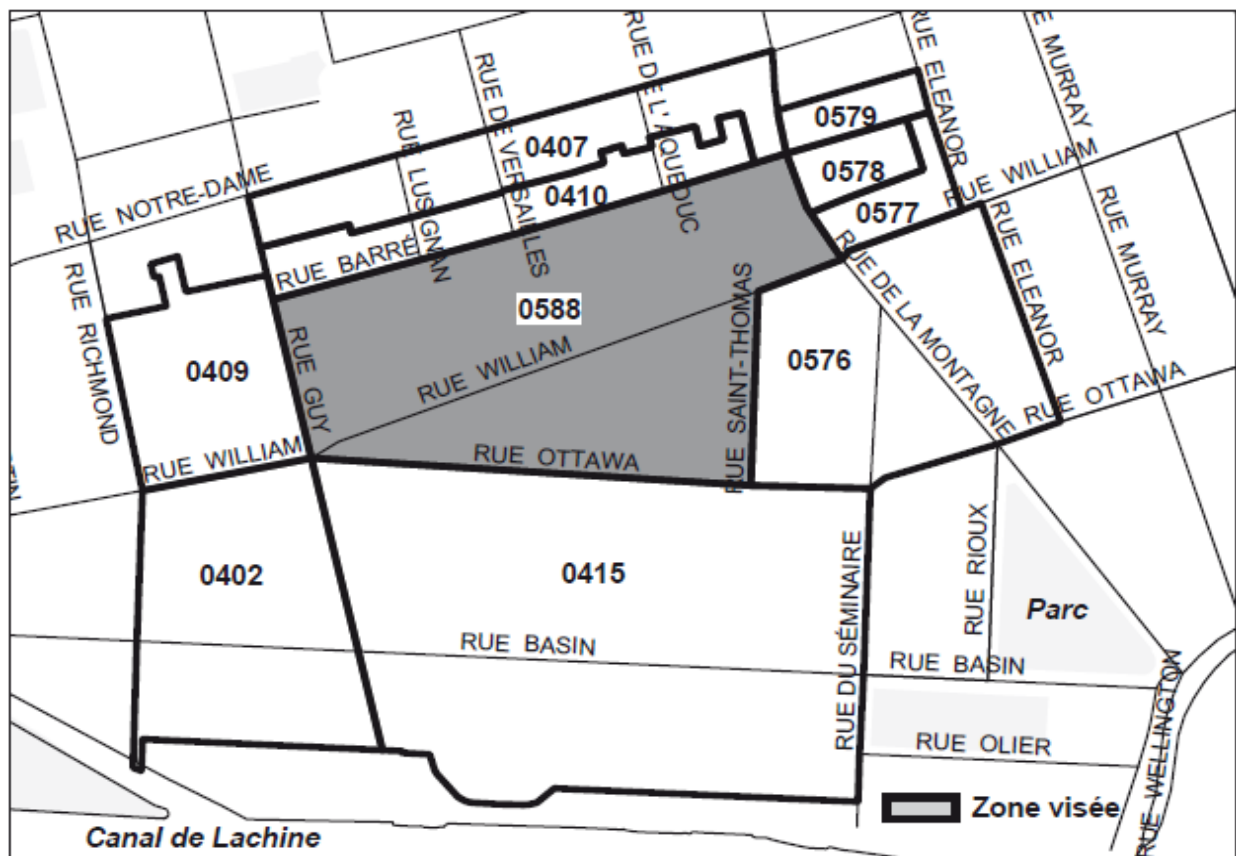 RUE ELEANOR
E MURRAY
RUE DE L'AQUEDUC
RUE DE VERSAILLES
0579
0407
RUE LUSIGNAN
RUE NOTRE-DAME
0578
RUE WILLIAM
0410
0577
RUE ELEANOR
RUE MURRAY
RUE BARRÉ
RUE RICHMOND
0588
RUE DE LA MONTAGNE
RUE GUY
RUE WILLIAM
RUE SAINT-THOMAS
0576
0409
RUE OTTAWA
RUE WILLIAM
RUE OTTAWA
TIN
0402
0415
RUE DU SÉMINAIRE
RUE RIOUX
Parc
RUE BASIN
RUE BASIN
RUE OLIER
RUE WELLINGTON
Zone visée
Canal de Lachine